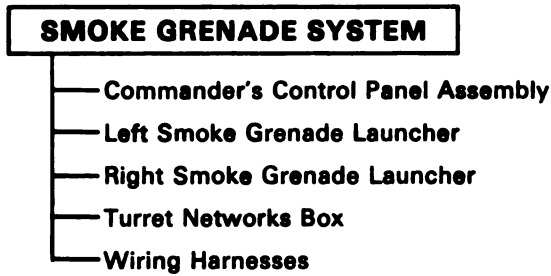 SMOKE GRENADE SYSTEM
Commander's Control Panel Assembly
Left Smoke Grenade Launcher
Right Smoke Grenade Launcher
Turret Networks Box
Wiring Harnesses